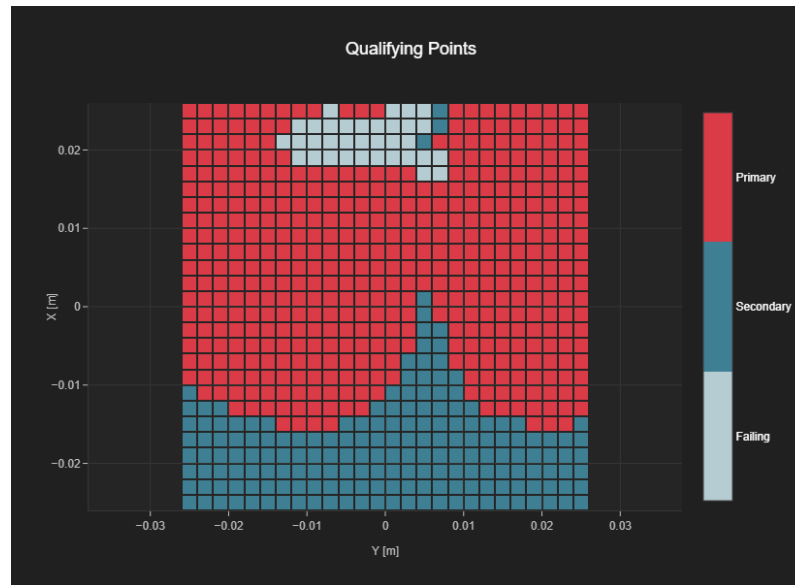 Qualifying Points
0.02
0.01
0
−0.01
−0.02
X [m]
−0.03
−0.02
−0.01
0
0.01
0.02
0.03
Y [m]
Primary
Secondary
Failing